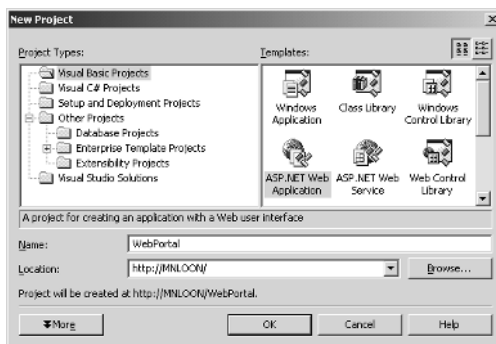 New Project
Project Types:
Templates:
Visual Basic Projects
Visual C# Projects
Setup and Deployment Projects
Other Projects
Database Projects
Enterprise Template Projects
Extensibility Projects
Visual Studio Solutions
Windows Application
Class Library
Windows Control Library
ASP.NET Web Application
ASP.NET Web Service
Web Control Library
A project for creating an application with a Web user interface
Name:
WebPortal
Location:
http://MNLOON/
Browse...
Project will be created at http://MNLOON/WebPortal.
More
OK
Cancel
Help